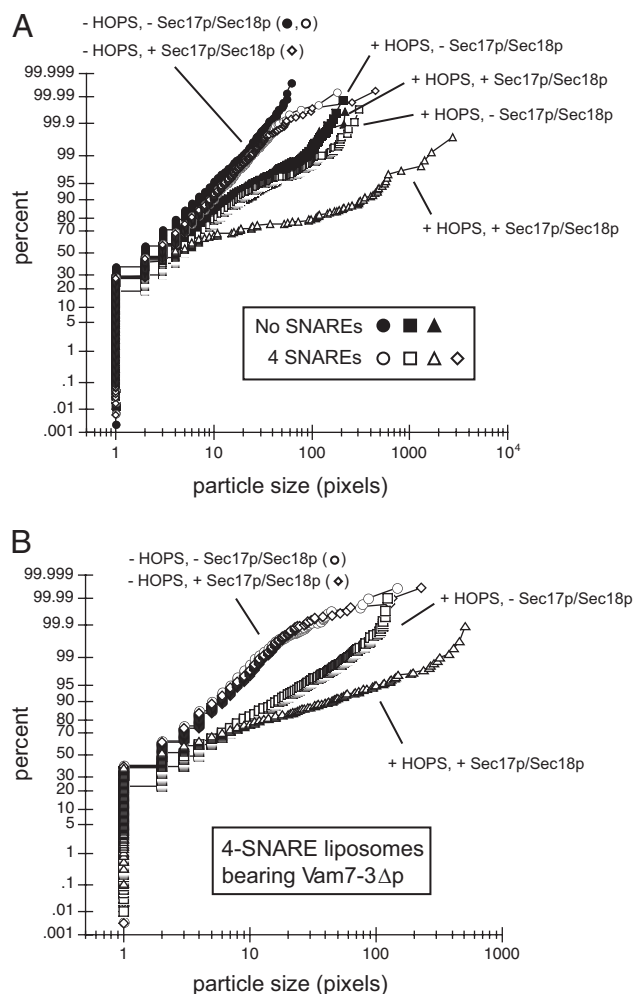 A
- HOPS, - Sec17p/Sec18p (●,○)
- HOPS, + Sec17p/Sec18p (◇)
+ HOPS, - Sec17p/Sec18p
+ HOPS, + Sec17p/Sec18p
+ HOPS, - Sec17p/Sec18p
+ HOPS, + Sec17p/Sec18p
99.999
99.99
99.9
99
95
90
80
70
50
30
20
10
5
1
.1
.01
.001
percent
No SNAREs ● ■ ▲
4 SNAREs ○ □ △ ◇
1 10 100 1000 10⁴
particle size (pixels)
B
- HOPS, - Sec17p/Sec18p (○)
- HOPS, + Sec17p/Sec18p (◇)
+ HOPS, - Sec17p/Sec18p
+ HOPS, + Sec17p/Sec18p
99.999
99.99
99.9
99
95
90
80
70
50
30
20
10
5
1
.1
.01
.001
percent
4-SNARE liposomes
bearing Vam7-3Δp
1 10 100 1000
particle size (pixels)